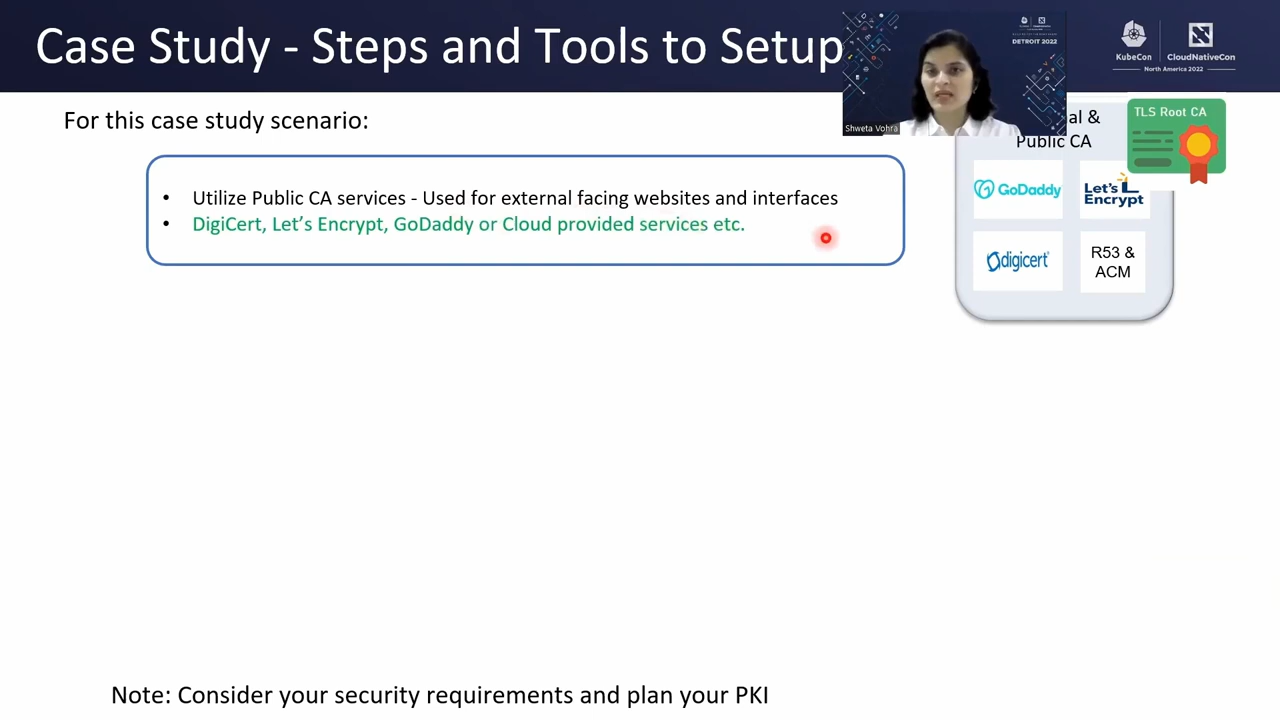 Case Study - Steps and Tools to Setup
DETROIT 2022
Shweta Vohra
KubeCon
CloudNativeCon
North America 2022
For this case study scenario:
• Utilize Public CA services - Used for external facing websites and interfaces
• DigiCert, Let's Encrypt, GoDaddy or Cloud provided services etc.
al &
Public CA
TLS Root CA
GoDaddy
Let's
Encrypt
digicert
R53 &
ACM
Note: Consider your security requirements and plan your PKI